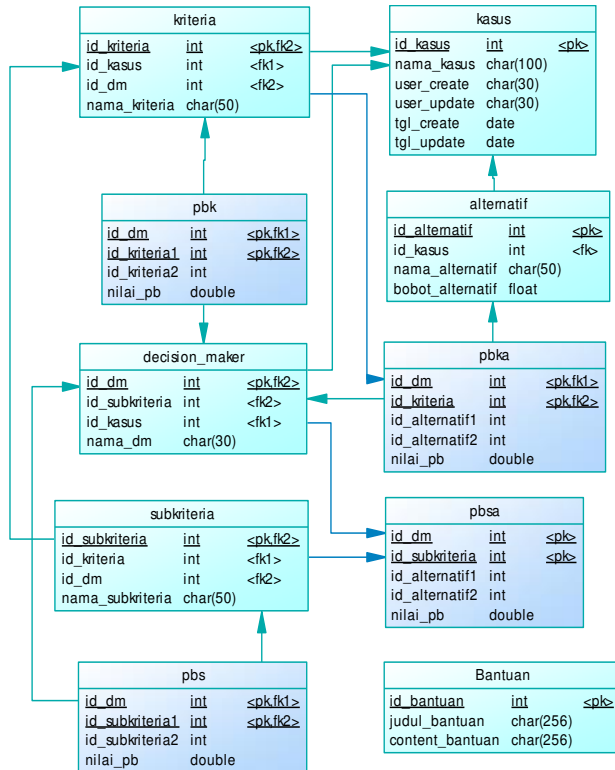 kriteria
id_kriteria int <pk,fk2>
id_kasus int <fk1>
id_dm int <fk2>
nama_kriteria char(50)
kasus
id_kasus int <pk>
nama_kasus char(100)
user_create char(30)
user_update char(30)
tgl_create date
tgl_update date
pbk
id_dm int <pk,fk1>
id_kriteria1 int <pk,fk2>
id_kriteria2 int
nilai_pb double
alternatif
id_alternatif int <pk>
id_kasus int <fk>
nama_alternatif char(50)
bobot_alternatif float
decision_maker
id_dm int <pk,fk2>
id_subkriteria int <fk2>
id_kasus int <fk1>
nama_dm char(30)
pbka
id_dm int <pk,fk1>
id_kriteria int <pk,fk2>
id_alternatif1 int
id_alternatif2 int
nilai_pb double
subkriteria
id_subkriteria int <pk,fk2>
id_kriteria int <fk1>
id_dm int <fk2>
nama_subkriteria char(50)
pbsa
id_dm int <pk>
id_subkriteria int <pk>
id_alternatif1 int
id_alternatif2 int
nilai_pb double
pbs
id_dm int <pk,fk1>
id_subkriteria1 int <pk,fk2>
id_subkriteria2 int
nilai_pb double
Bantuan
id_bantuan int <pk>
judul_bantuan char(256)
content_bantuan char(256)